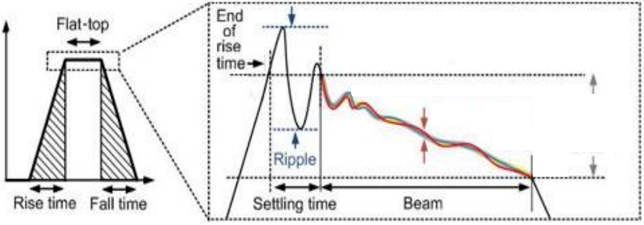 Flat-top
Rise time
Fall time
End
of
rise
time
Ripple
Settling time
Beam